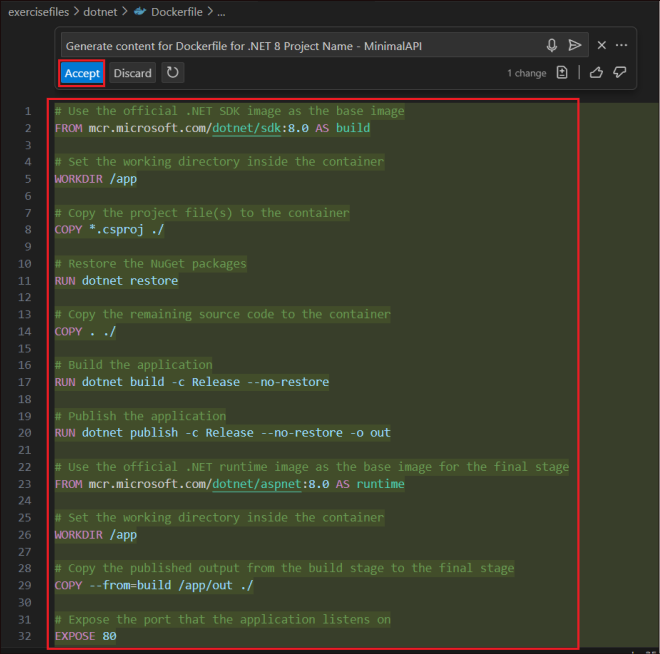 exercisefiles > dotnet > Dockerfile > ...
Generate content for Dockerfile for .NET 8 Project Name - MinimalAPI
Accept Discard 1 change
1 # Use the official .NET SDK image as the base image
2 FROM mcr.microsoft.com/dotnet/sdk:8.0 AS build
3
4 # Set the working directory inside the container
5 WORKDIR /app
6
7 # Copy the project file(s) to the container
8 COPY *.csproj ./
9
10 # Restore the NuGet packages
11 RUN dotnet restore
12
13 # Copy the remaining source code to the container
14 COPY . ./
15
16 # Build the application
17 RUN dotnet build -c Release --no-restore
18
19 # Publish the application
20 RUN dotnet publish -c Release --no-restore -o out
21
22 # Use the official .NET runtime image as the base image for the final stage
23 FROM mcr.microsoft.com/dotnet/aspnet:8.0 AS runtime
24
25 # Set the working directory inside the container
26 WORKDIR /app
27
28 # Copy the published output from the build stage to the final stage
29 COPY --from=build /app/out ./
30
31 # Expose the port that the application listens on
32 EXPOSE 80